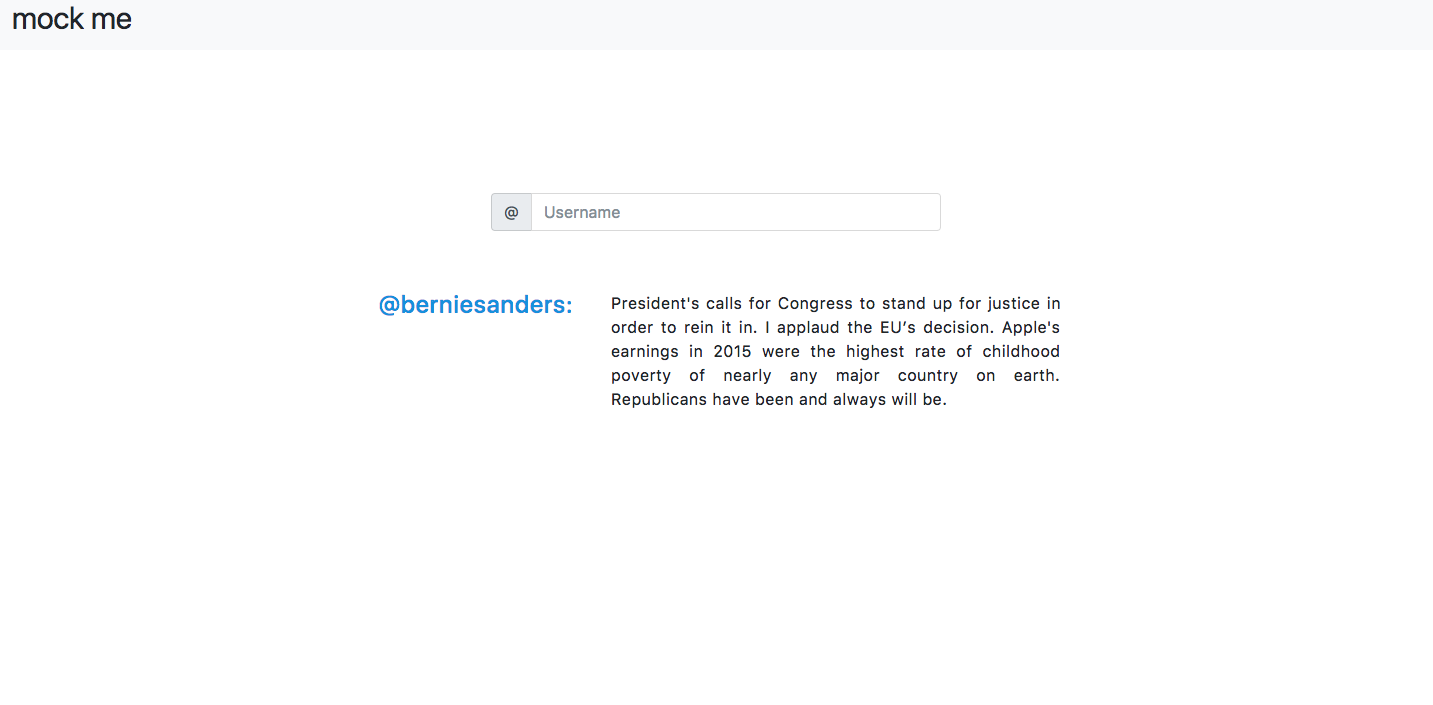 mock me
@
Username
@berniesanders:
President's calls for Congress to stand up for justice in
order to rein it in. I applaud the EU’s decision. Apple's
earnings in 2015 were the highest rate of childhood
poverty of nearly any major country on earth.
Republicans have been and always will be.